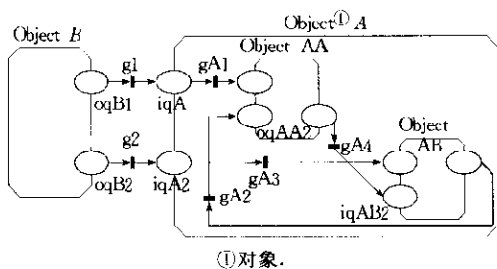 Object① A
Object B
Object AA
g1
gA1
oqB1
iqA
oqAA2
Object AB
g2
gA4
gA3
oqB2
iqA2
gA2
iqAB2
①对象.